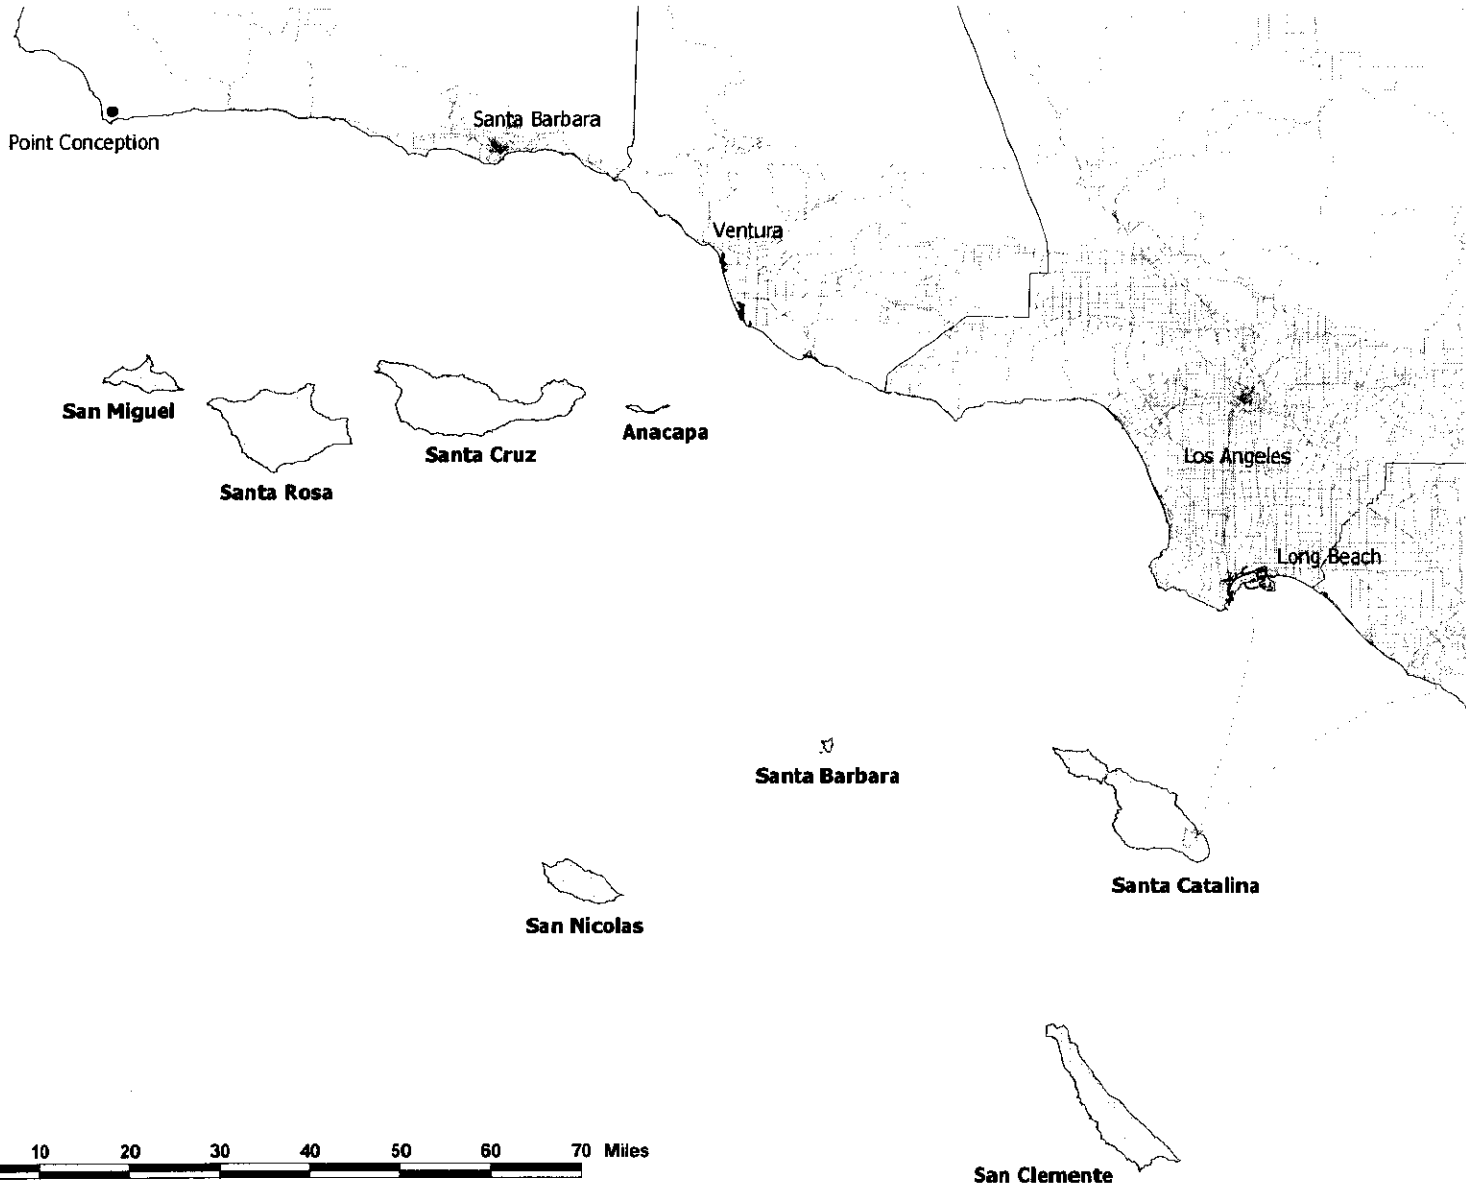 Santa Barbara
Point Conception
Ventura
San Miguel
Anacapa
Santa Cruz
Los Angeles
Santa Rosa
Long Beach
Santa Barbara
Santa Catalina
San Nicolas
10 20 30 40 50 60 70 Miles
San Clemente